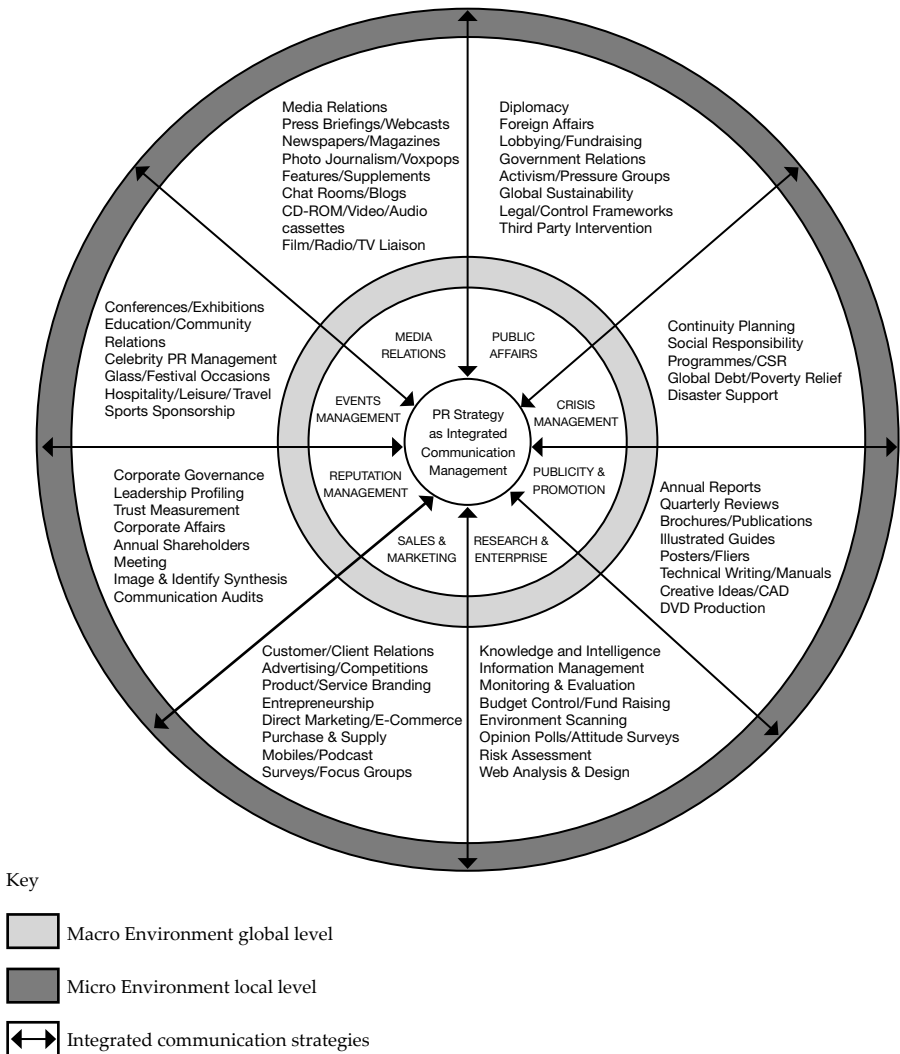 Media Relations
Press Briefings/Webcasts
Newspapers/Magazines
Photo Journalism/Voxpops
Features/Supplements
Chat Rooms/Blogs
CD-ROM/Video/Audio
cassettes
Film/Radio/TV Liaison
Diplomacy
Foreign Affairs
Lobbying/Fundraising
Government Relations
Activism/Pressure Groups
Global Sustainability
Legal/Control Frameworks
Third Party Intervention
Conferences/Exhibitions
Education/Community
Relations
Celebrity PR Management
Glass/Festival Occasions
Hospitality/Leisure/Travel
Sports Sponsorship
MEDIA
RELATIONS
PUBLIC
AFFAIRS
EVENTS
MANAGEMENT
CRISIS
MANAGEMENT
PR Strategy
as Integrated
Communication
Management
REPUTATION
MANAGEMENT
PUBLICITY &
PROMOTION
SALES &
MARKETING
RESEARCH &
ENTERPRISE
Continuity Planning
Social Responsibility
Programmes/CSR
Global Debt/Poverty Relief
Disaster Support
Corporate Governance
Leadership Profiling
Trust Measurement
Corporate Affairs
Annual Shareholders
Meeting
Image & Identify Synthesis
Communication Audits
Annual Reports
Quarterly Reviews
Brochures/Publications
Illustrated Guides
Posters/Fliers
Technical Writing/Manuals
Creative Ideas/CAD
DVD Production
Customer/Client Relations
Advertising/Competitions
Product/Service Branding
Entrepreneurship
Direct Marketing/E-Commerce
Purchase & Supply
Mobiles/Podcast
Surveys/Focus Groups
Knowledge and Intelligence
Information Management
Monitoring & Evaluation
Budget Control/Fund Raising
Environment Scanning
Opinion Polls/Attitude Surveys
Risk Assessment
Web Analysis & Design
Key
Macro Environment global level
Micro Environment local level
Integrated communication strategies